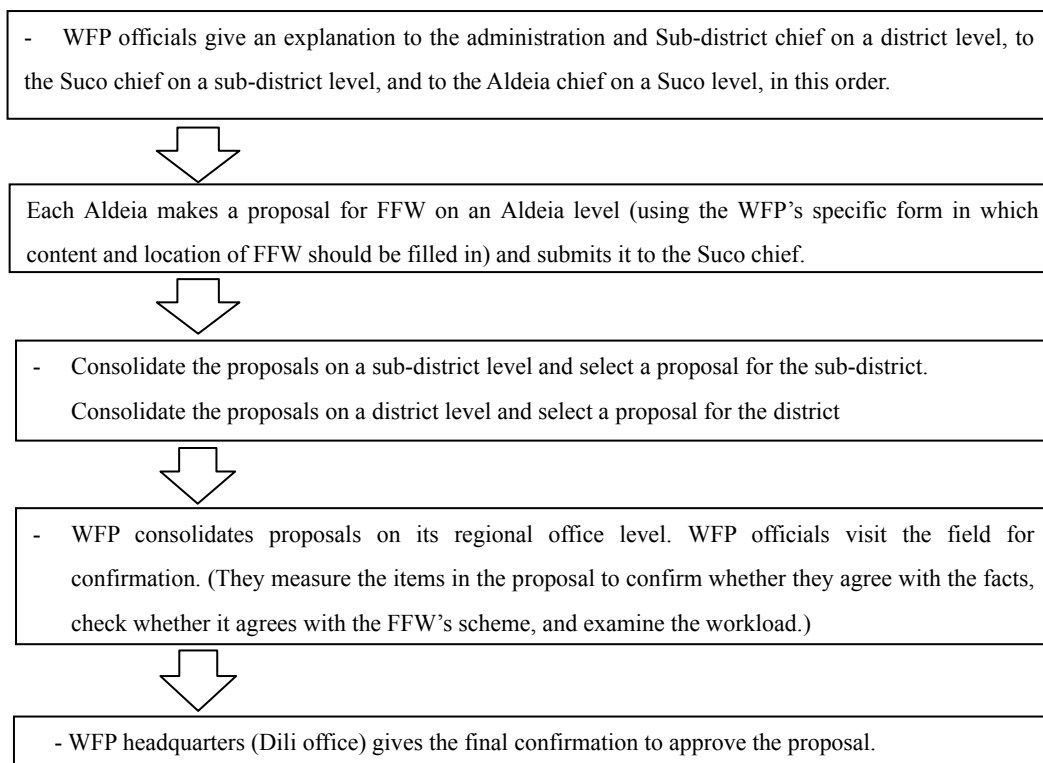 - WFP officials give an explanation to the administration and Sub-district chief on a district level, to
the Suco chief on a sub-district level, and to the Aldeia chief on a Suco level, in this order.
Each Aldeia makes a proposal for FFW on an Aldeia level (using the WFP’s specific form in which
content and location of FFW should be filled in) and submits it to the Suco chief.
- Consolidate the proposals on a sub-district level and select a proposal for the sub-district.
Consolidate the proposals on a district level and select a proposal for the district
- WFP consolidates proposals on its regional office level. WFP officials visit the field for
confirmation. (They measure the items in the proposal to confirm whether they agree with the facts,
check whether it agrees with the FFW’s scheme, and examine the workload.)
- WFP headquarters (Dili office) gives the final confirmation to approve the proposal.